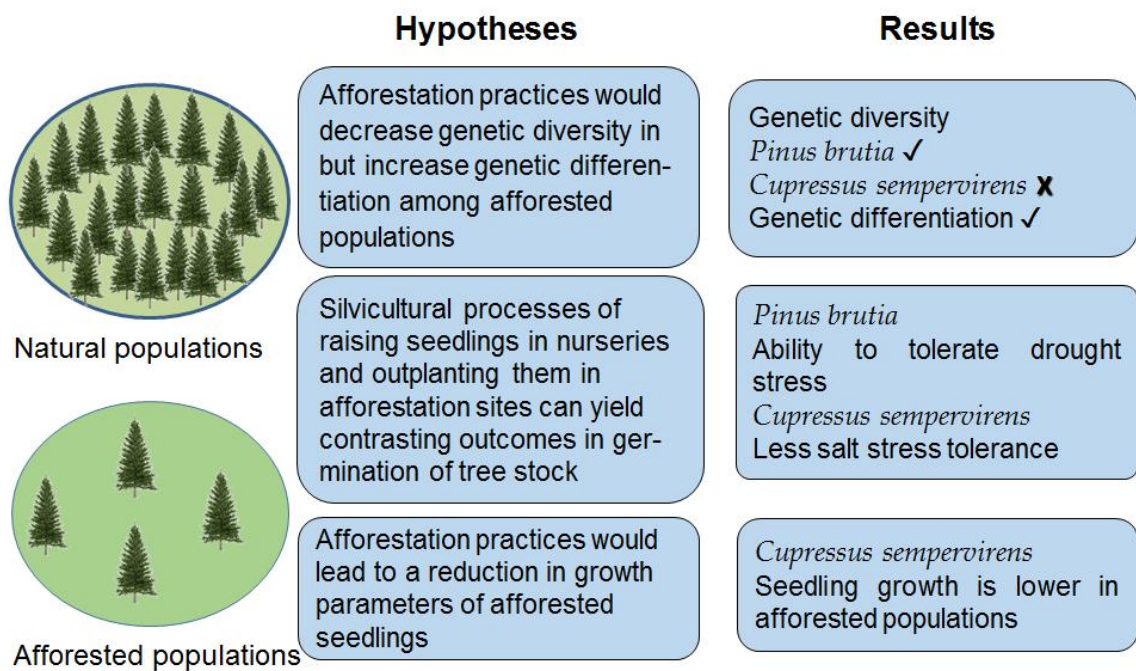 Hypotheses
Results
Afforestation practices would
decrease genetic diversity in
but increase genetic differen-
tiation among afforested
populations
Genetic diversity
Pinus brutia ✓
Cupressus sempervirens X
Genetic differentiation ✓
Natural populations
Silvicultural processes of
raising seedlings in nurseries
and outplanting them in
afforestation sites can yield
contrasting outcomes in ger-
mination of tree stock
Pinus brutia
Ability to tolerate drought
stress
Cupressus sempervirens
Less salt stress tolerance
Afforestation practices would
lead to a reduction in growth
parameters of afforested
seedlings
Cupressus sempervirens
Seedling growth is lower in
afforested populations
Afforested populations